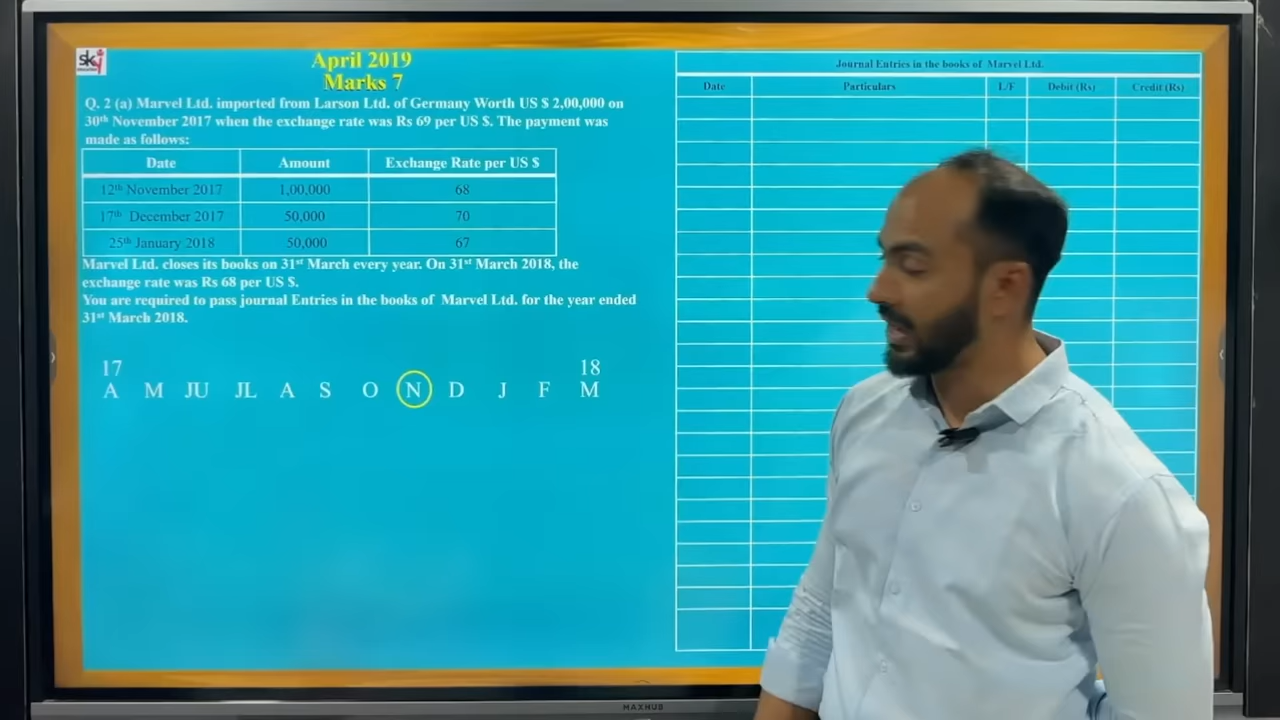 sk
April 2019
Marks 7
Q. 2 (a) Marvel Ltd. imported from Larson Ltd. of Germany Worth US $ 2,00,000 on
30th November 2017 when the exchange rate was Rs 69 per US $. The payment was
made as follows:
Date Amount Exchange Rate per US $
12th November 2017 1,00,000 68
17th December 2017 50,000 70
25th January 2018 50,000 67
Marvel Ltd. closes its books on 31st March every year. On 31st March 2018, the
exchange rate was Rs 68 per US $.
You are required to pass journal Entries in the books of Marvel Ltd. for the year ended
31st March 2018.
17 18
A M JU JL A S O N D J F M
Journal Entries in the books of Marvel Ltd.
Date Particulars L/F Debit (Rs) Credit (Rs)
MAXHUB